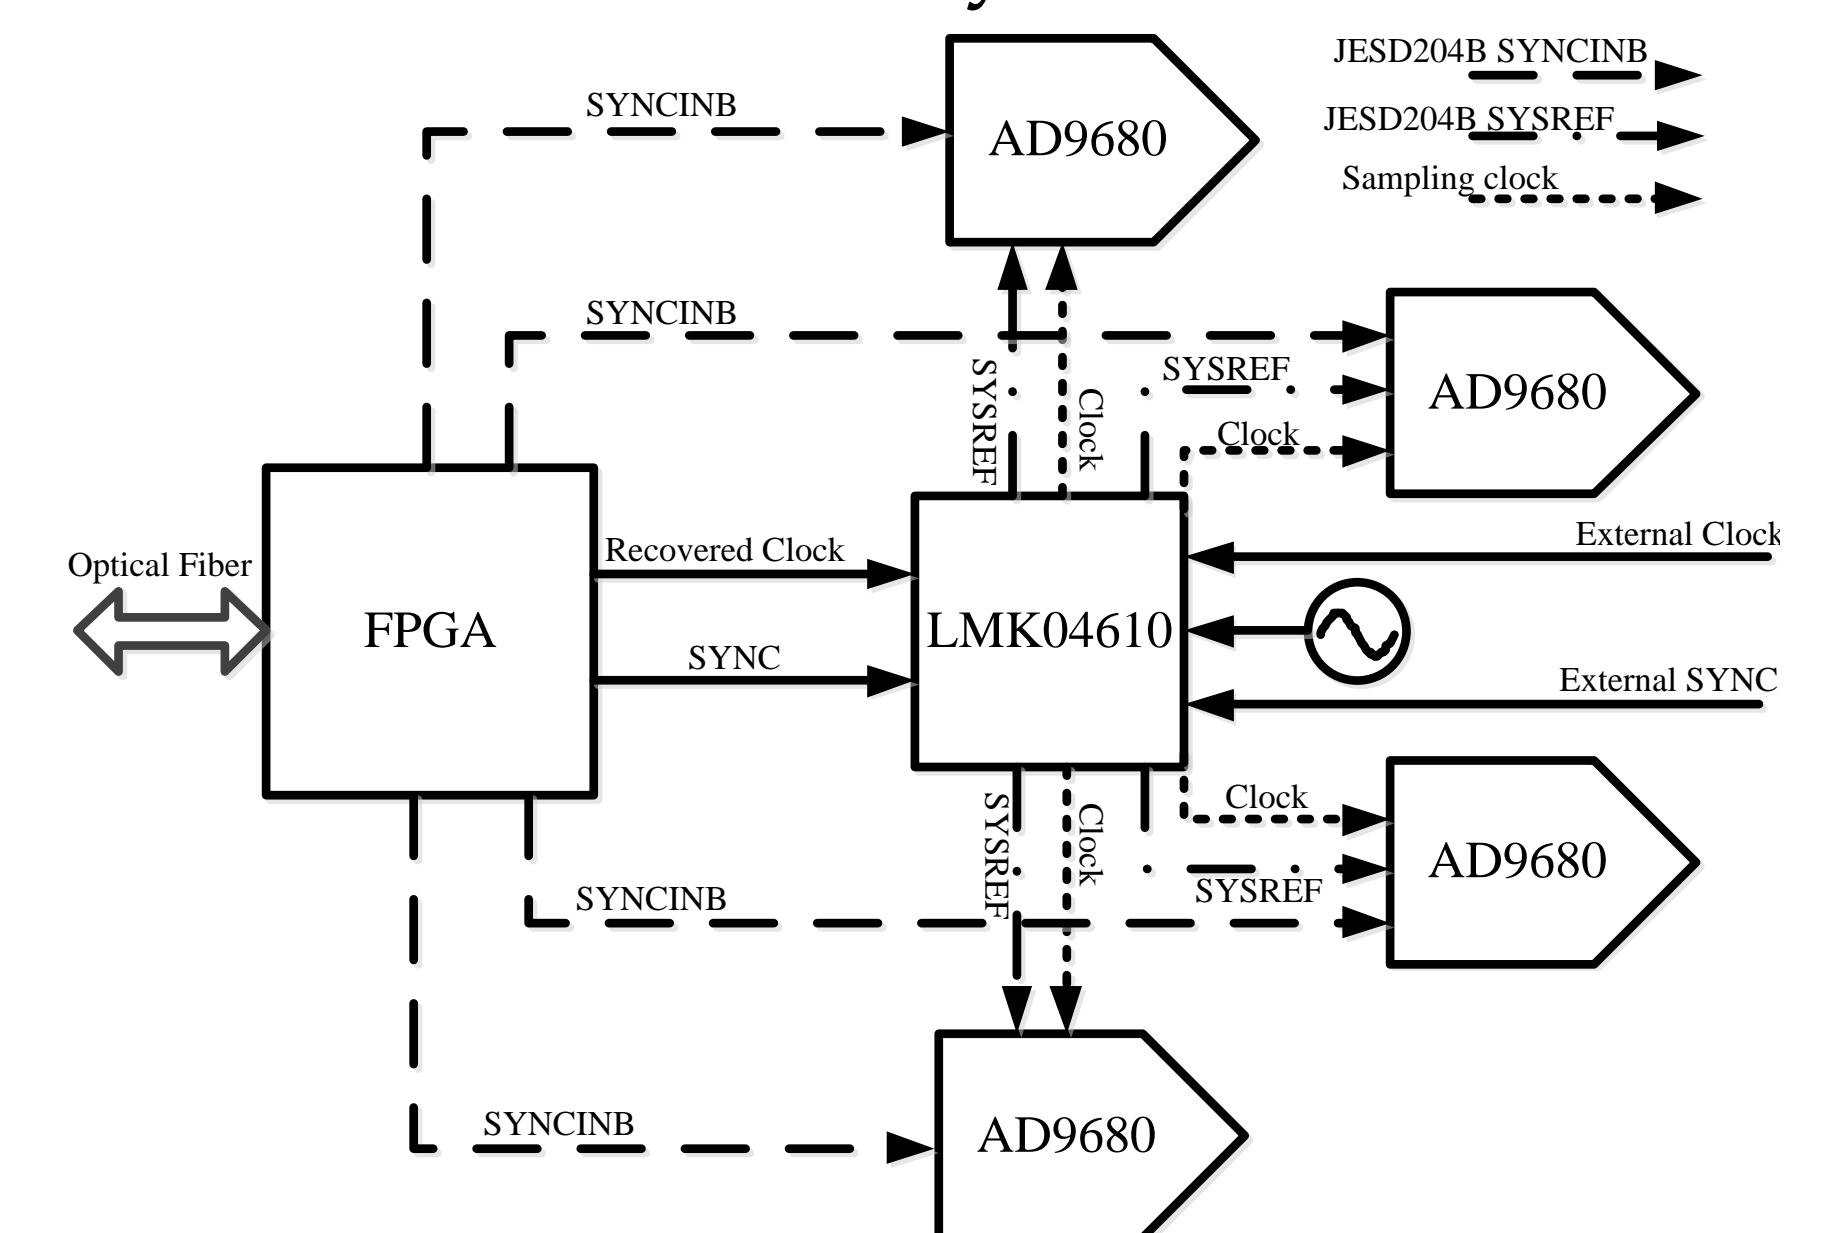 JESD204B SYNCINB
SYNCINB
AD9680
JESD204B SYSREF
Sampling clock
SYNCINB
SYSREF
SYSREF
Clock
AD9680
Clock
External Clock
Recovered Clock
Optical Fiber
FPGA
LMK04610
SYNC
External SYNC
SYSREF
Clock
Clock
AD9680
SYNCINB
SYSREF
SYNCINB
AD9680